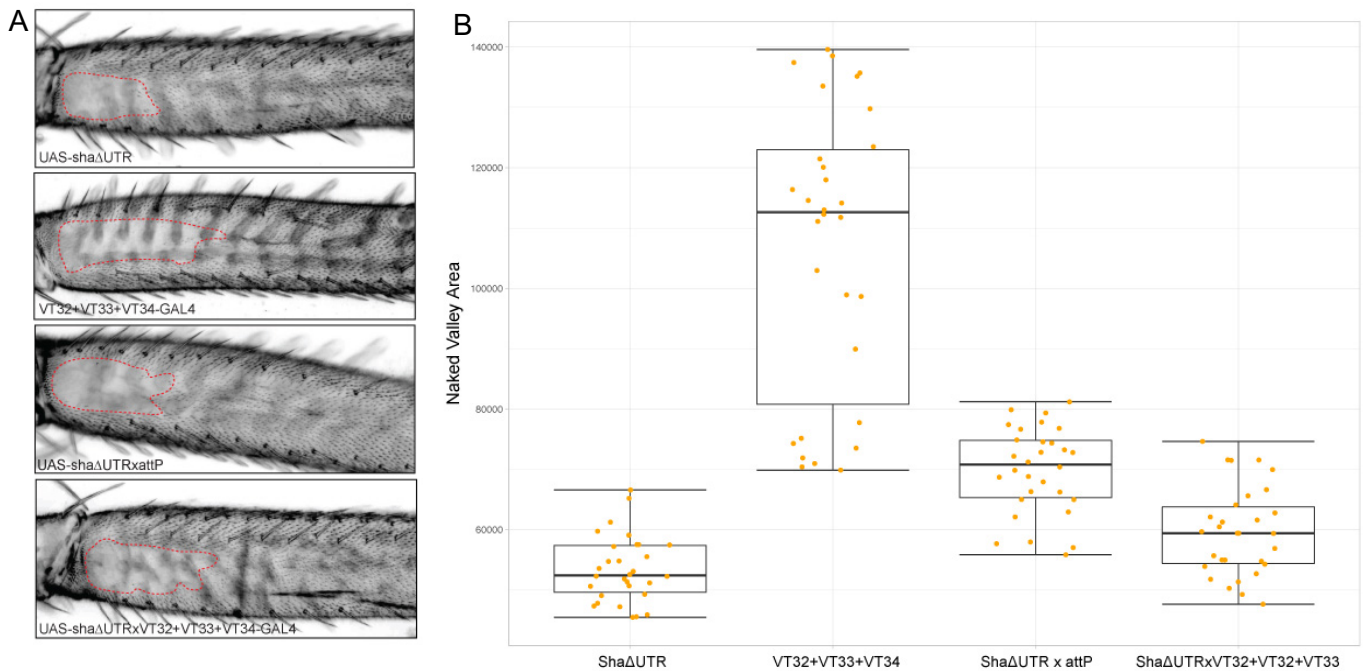 A
UAS-shaΔUTR
VT32+VT33+VT34-GAL4
UAS-shaΔUTRxattP
UAS-shaΔUTRxVT32+VT33+VT34-GAL4
B
Naked Valley Area
140000
120000
100000
80000
60000
ShaΔUTR
VT32+VT33+VT34
ShaΔUTR x attP
ShaΔUTRxVT32+VT32+VT33